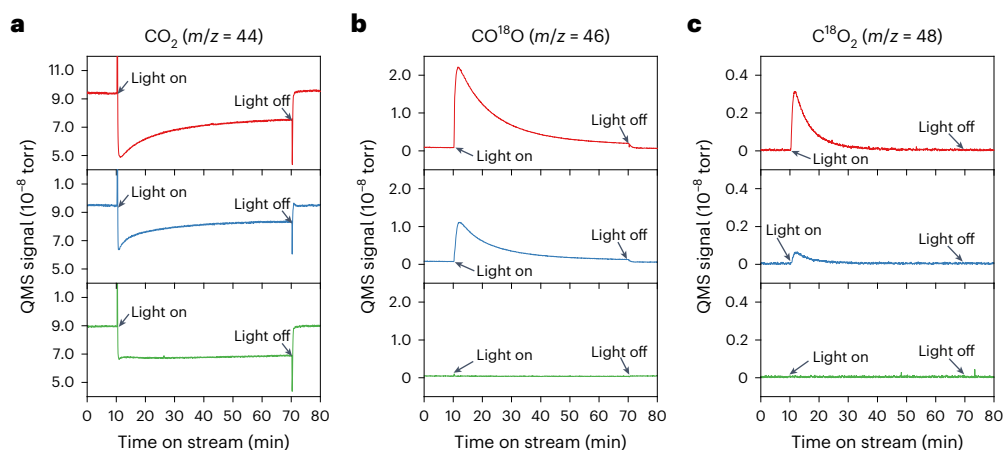 a
CO₂ (m/z = 44)
QMS signal (10⁻⁸ torr)
11.0
9.0
7.0
5.0
Light on
Light off
1.0
9.0
7.0
5.0
Light on
Light off
1.0
9.0
7.0
5.0
Light on
Light off
0 10 20 30 40 50 60 70 80
Time on stream (min)
b
CO¹⁸O (m/z = 46)
QMS signal (10⁻⁸ torr)
2.0
1.0
0
Light on
Light off
2.0
1.0
0
Light on
Light off
2.0
1.0
0
Light on
Light off
0 10 20 30 40 50 60 70 80
Time on stream (min)
c
C¹⁸O₂ (m/z = 48)
QMS signal (10⁻⁸ torr)
0.4
0.2
0
Light on
Light off
0.4
0.2
0
Light on
Light off
0.4
0.2
0
Light on
Light off
0 10 20 30 40 50 60 70 80
Time on stream (min)